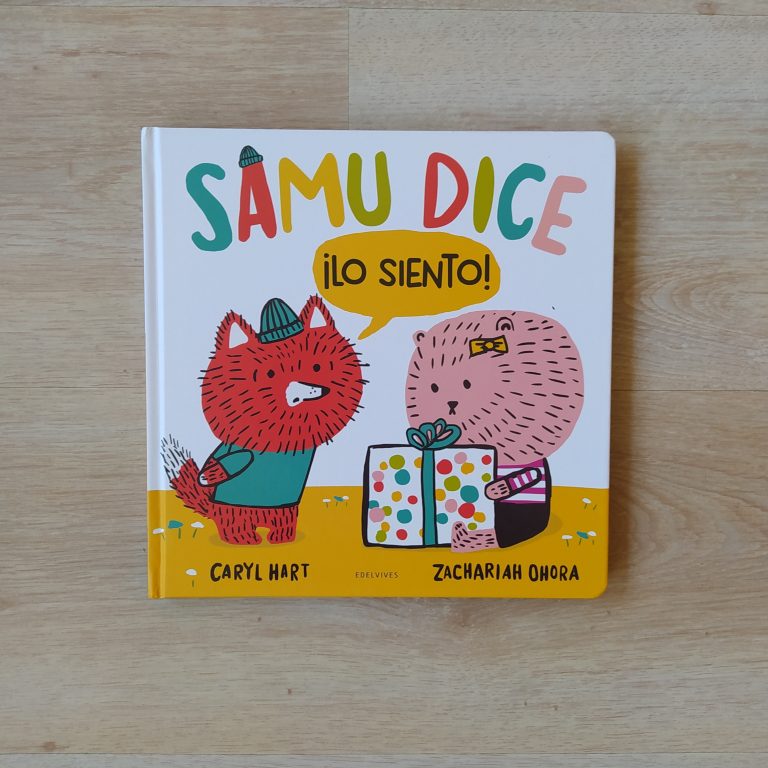 SAMU DICE
¡LO SIENTO!
CARYL HART
EDELVIVES
ZACHARIAH OHORA